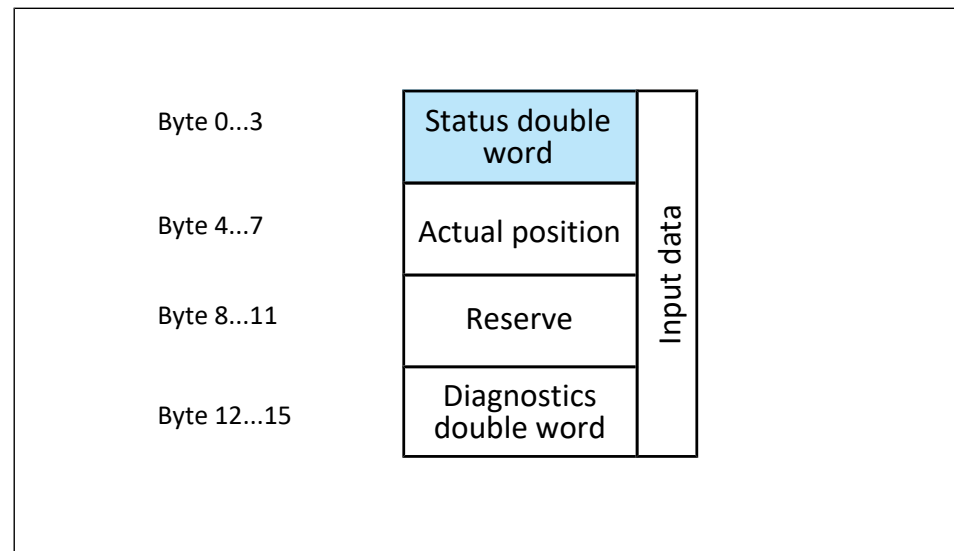 Byte 0...3
Status double
word
Byte 4...7
Actual position
Byte 8...11
Reserve
Byte 12...15
Diagnostics
double word
Input data